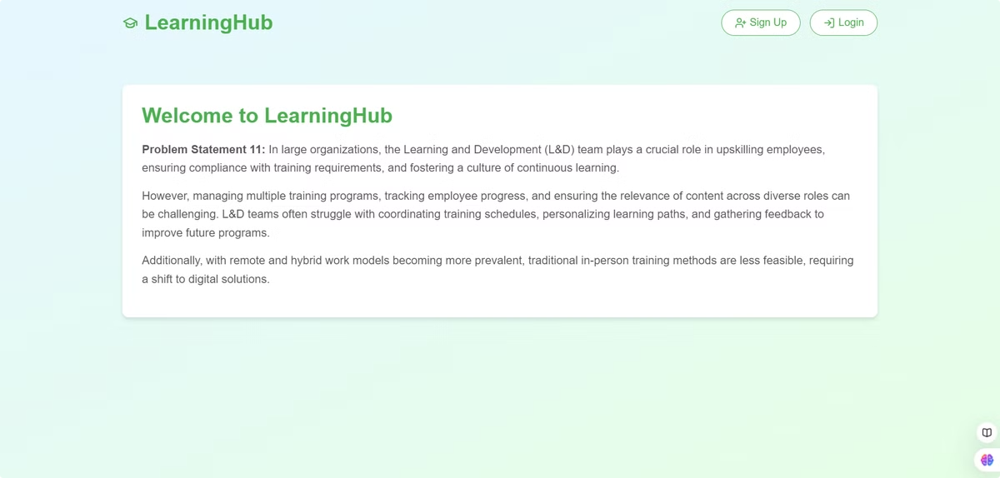 LearningHub
Sign Up
Login
Welcome to LearningHub
Problem Statement 11: In large organizations, the Learning and Development (L&D) team plays a crucial role in upskilling employees,
ensuring compliance with training requirements, and fostering a culture of continuous learning.
However, managing multiple training programs, tracking employee progress, and ensuring the relevance of content across diverse roles can
be challenging. L&D teams often struggle with coordinating training schedules, personalizing learning paths, and gathering feedback to
improve future programs.
Additionally, with remote and hybrid work models becoming more prevalent, traditional in-person training methods are less feasible, requiring
a shift to digital solutions.